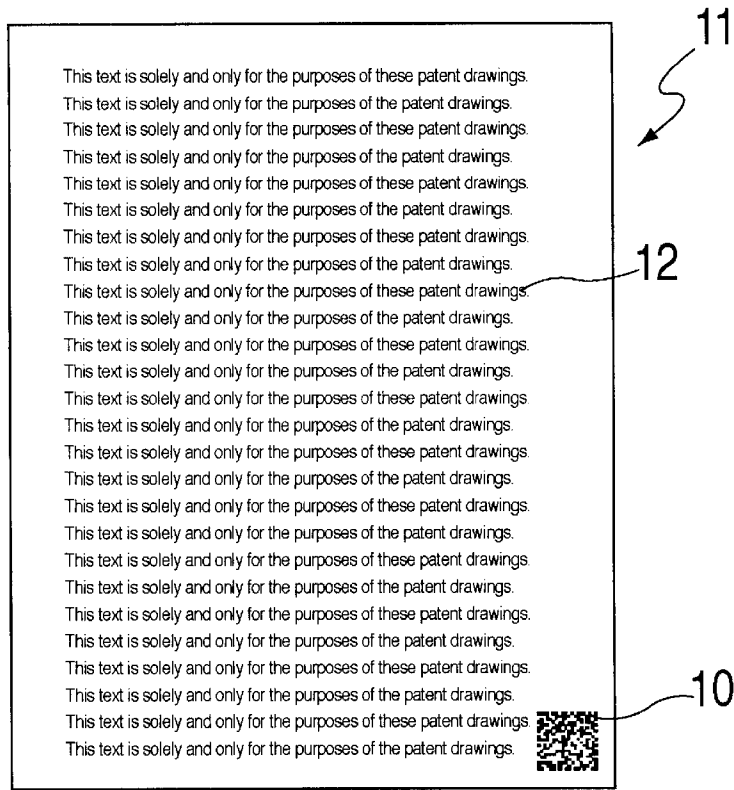 11
This text is solely and only for the purposes of these patent drawings.
This text is solely and only for the purposes of the patent drawings.
This text is solely and only for the purposes of these patent drawings.
This text is solely and only for the purposes of the patent drawings.
This text is solely and only for the purposes of these patent drawings.
This text is solely and only for the purposes of the patent drawings.
This text is solely and only for the purposes of these patent drawings.
This text is solely and only for the purposes of the patent drawings.
12
This text is solely and only for the purposes of these patent drawings.
This text is solely and only for the purposes of the patent drawings.
This text is solely and only for the purposes of these patent drawings.
This text is solely and only for the purposes of the patent drawings.
This text is solely and only for the purposes of these patent drawings.
This text is solely and only for the purposes of the patent drawings.
This text is solely and only for the purposes of these patent drawings.
This text is solely and only for the purposes of the patent drawings.
This text is solely and only for the purposes of these patent drawings.
This text is solely and only for the purposes of the patent drawings.
This text is solely and only for the purposes of these patent drawings.
This text is solely and only for the purposes of the patent drawings.
This text is solely and only for the purposes of these patent drawings.
This text is solely and only for the purposes of the patent drawings.
This text is solely and only for the purposes of these patent drawings.
This text is solely and only for the purposes of the patent drawings.
10
This text is solely and only for the purposes of these patent drawings.
This text is solely and only for the purposes of the patent drawings.